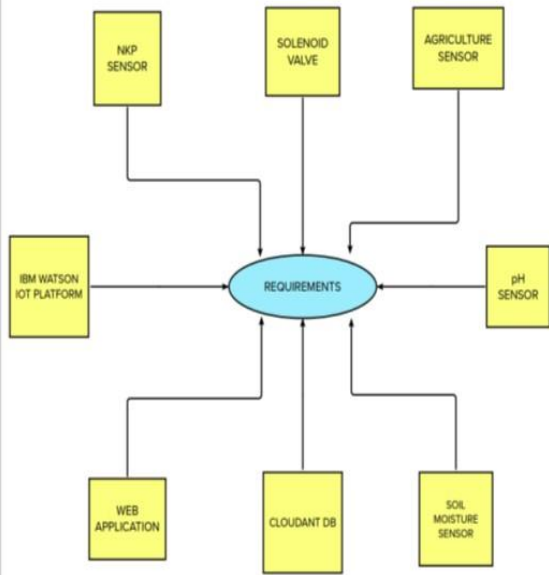 NKP
SENSOR
SOLENOID
VALVE
AGRICULTURE
SENSOR
IBM WATSON
IOT PLATFORM
REQUIREMENTS
pH
SENSOR
WEB
APPLICATION
CLOUDANT DB
SOIL
MOISTURE
SENSOR